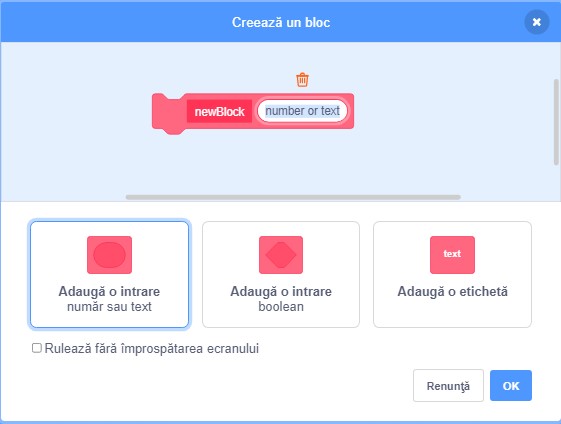 Creează un bloc
newBlock number or text
Adaugă o intrare
număr sau text
Adaugă o intrare
boolean
text
Adaugă o etichetă
Rulează fără împrospătarea ecranului
Renunţă OK